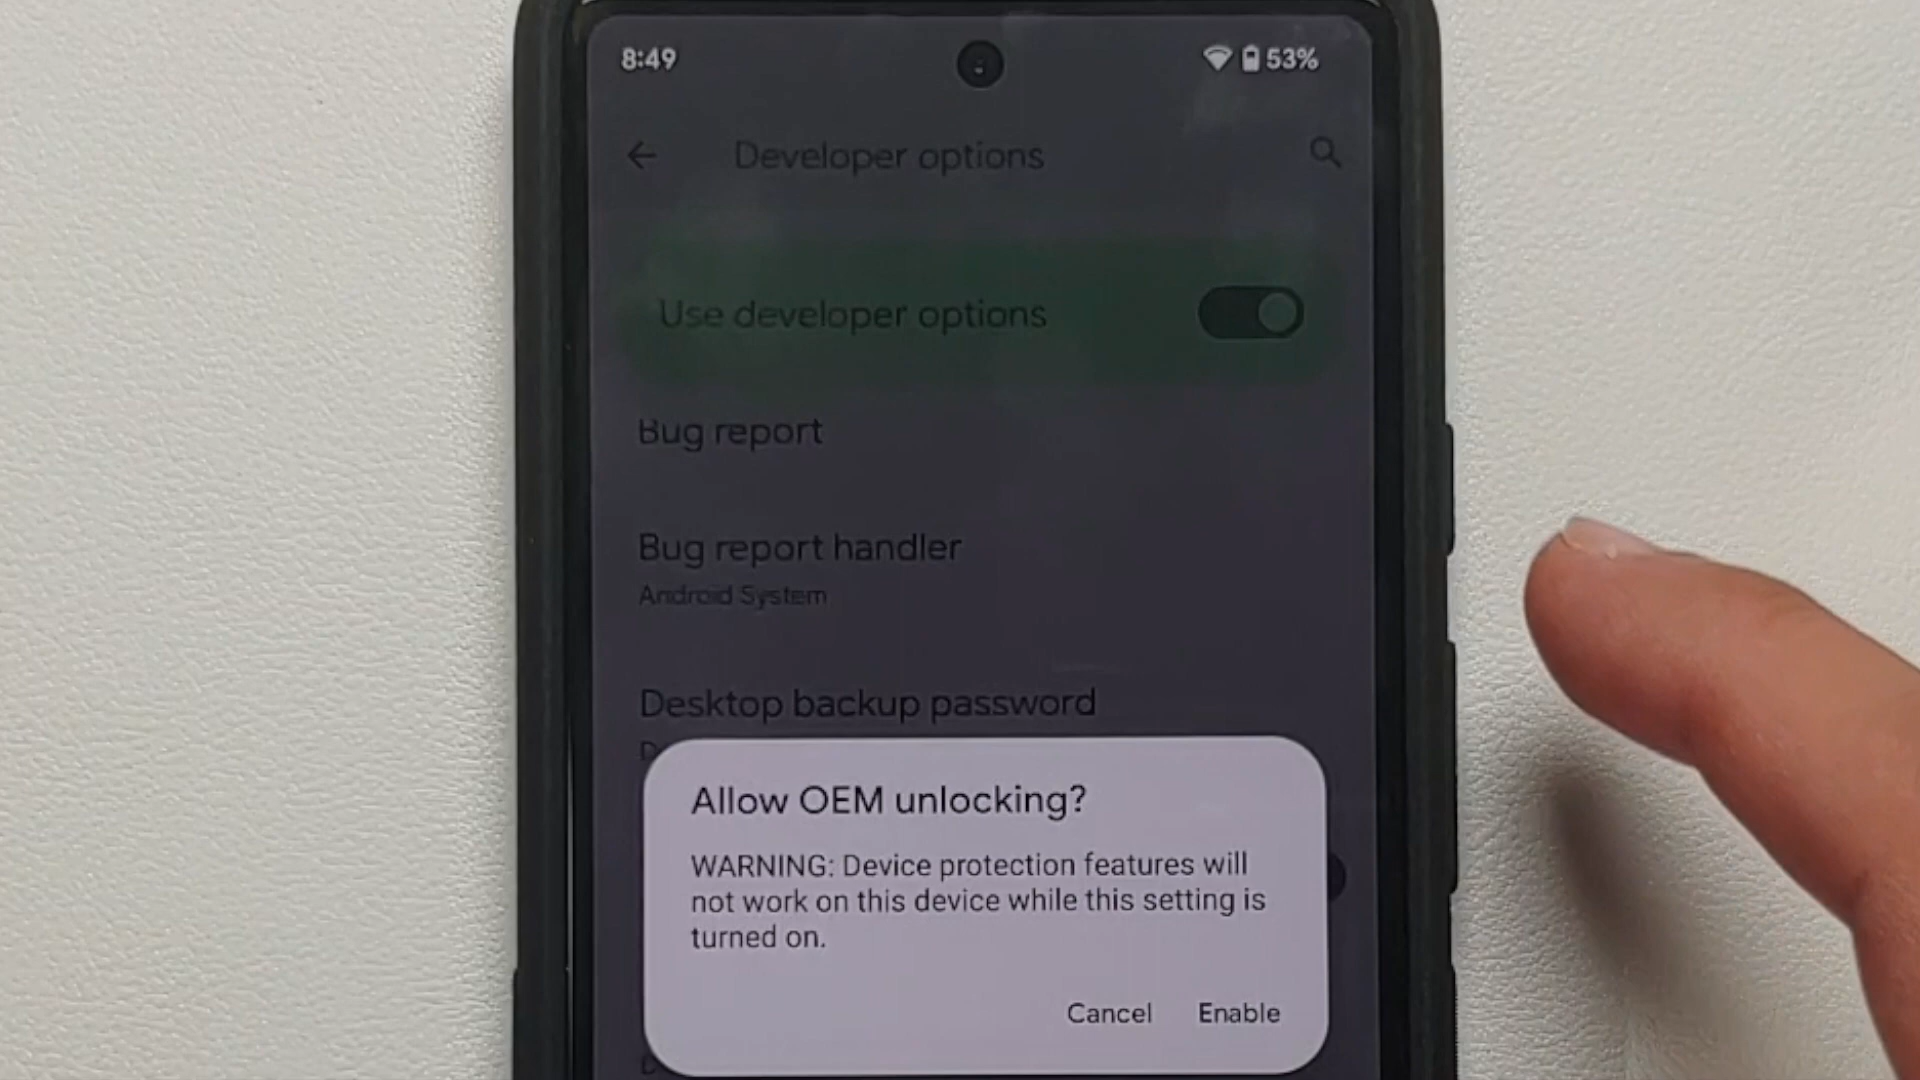 8:49 53%
Developer options
Use developer options
Bug report
Bug report handler
Android System
Desktop backup password
Allow OEM unlocking?
WARNING: Device protection features will
not work on this device while this setting is
turned on.
Cancel Enable